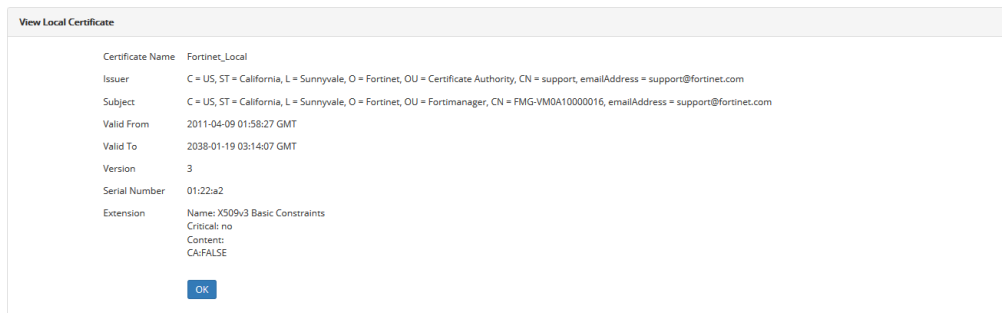 View Local Certificate
Certificate Name Fortinet_Local
Issuer C = US, ST = California, L = Sunnyvale, O = Fortinet, OU = Certificate Authority, CN = support, emailAddress = support@fortinet.com
Subject C = US, ST = California, L = Sunnyvale, O = Fortinet, OU = Fortimanager, CN = FMG-VM0A10000016, emailAddress = support@fortinet.com
Valid From 2011-04-09 01:58:27 GMT
Valid To 2038-01-19 03:14:07 GMT
Version 3
Serial Number 01:22:a2
Extension Name: X509v3 Basic Constraints
Critical: no
Content:
CA:FALSE
OK